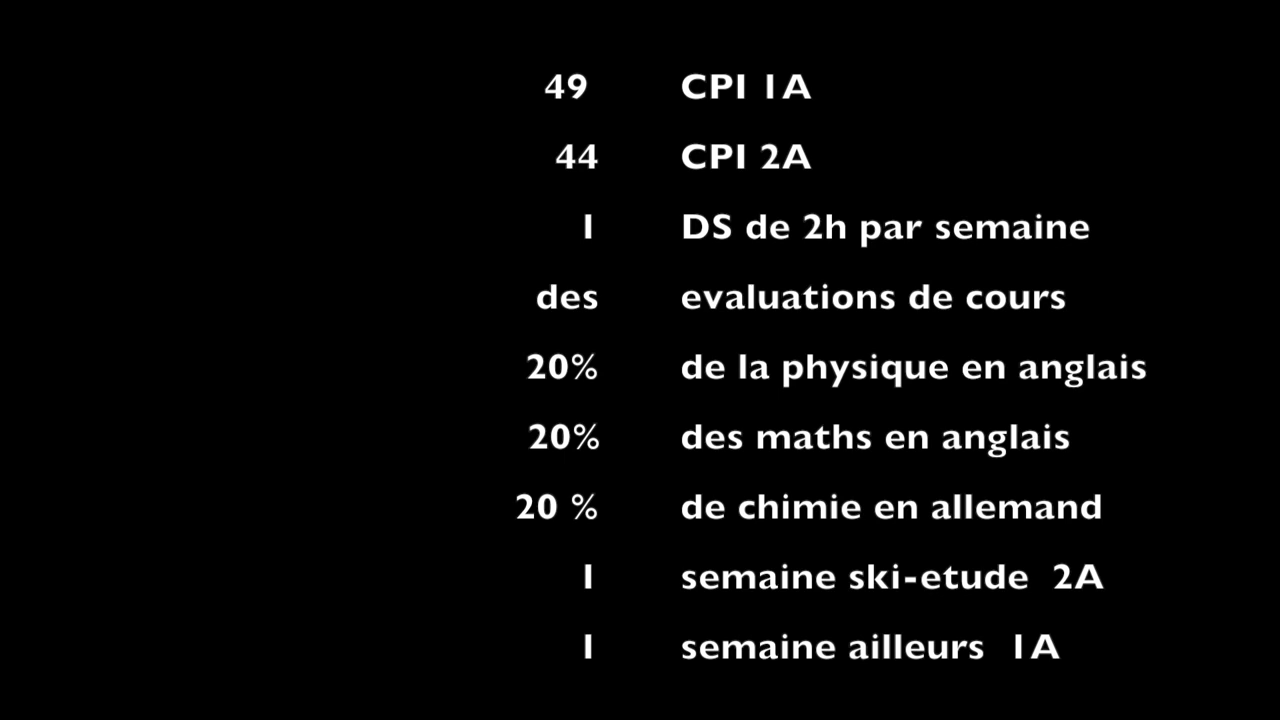 49 CPI 1A
44 CPI 2A
1 DS de 2h par semaine
des evaluations de cours
20% de la physique en anglais
20% des maths en anglais
20 % de chimie en allemand
1 semaine ski-etude 2A
1 semaine ailleurs 1A